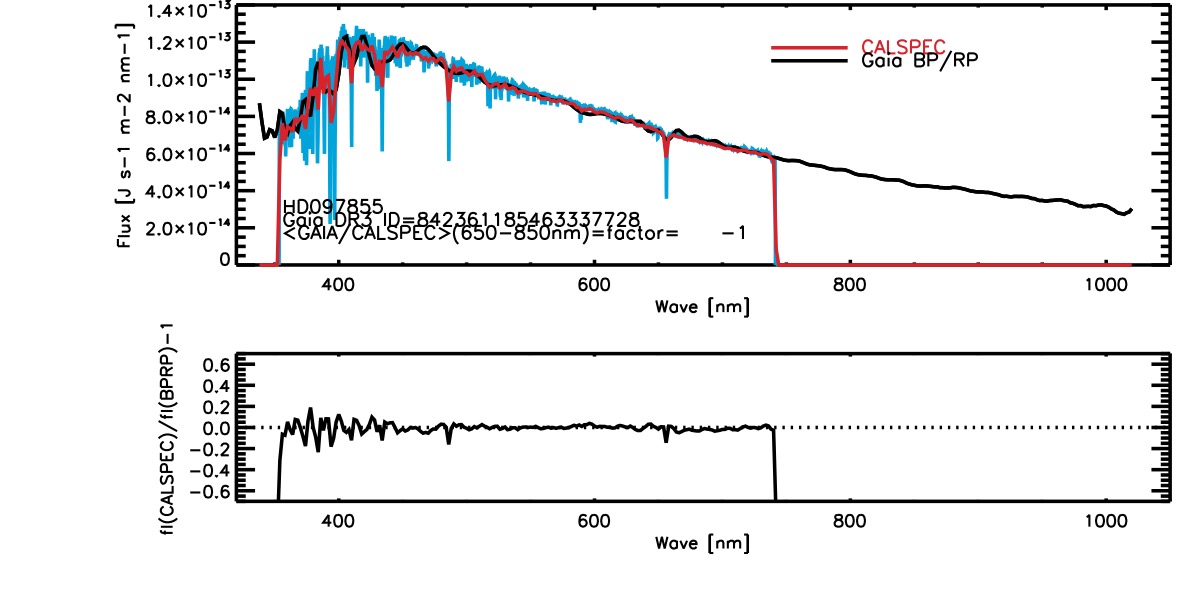 1.4×10−13
1.2×10−13
1.0×10−13
8.0×10−14
6.0×10−14
4.0×10−14
2.0×10−14
0
Flux [J s−1 m−2 nm−1]
CALSPEC
Gaia BP/RP
HD097855
Gaia DR3 ID=842361185463337728
<GAIA/CALSPEC>(650−850nm)=factor= −1
400 600 800 1000
Wave [nm]
fl(CALSPEC)/fl(BPRP)−1
0.6
0.4
0.2
0.0
−0.2
−0.4
−0.6
400 600 800 1000
Wave [nm]